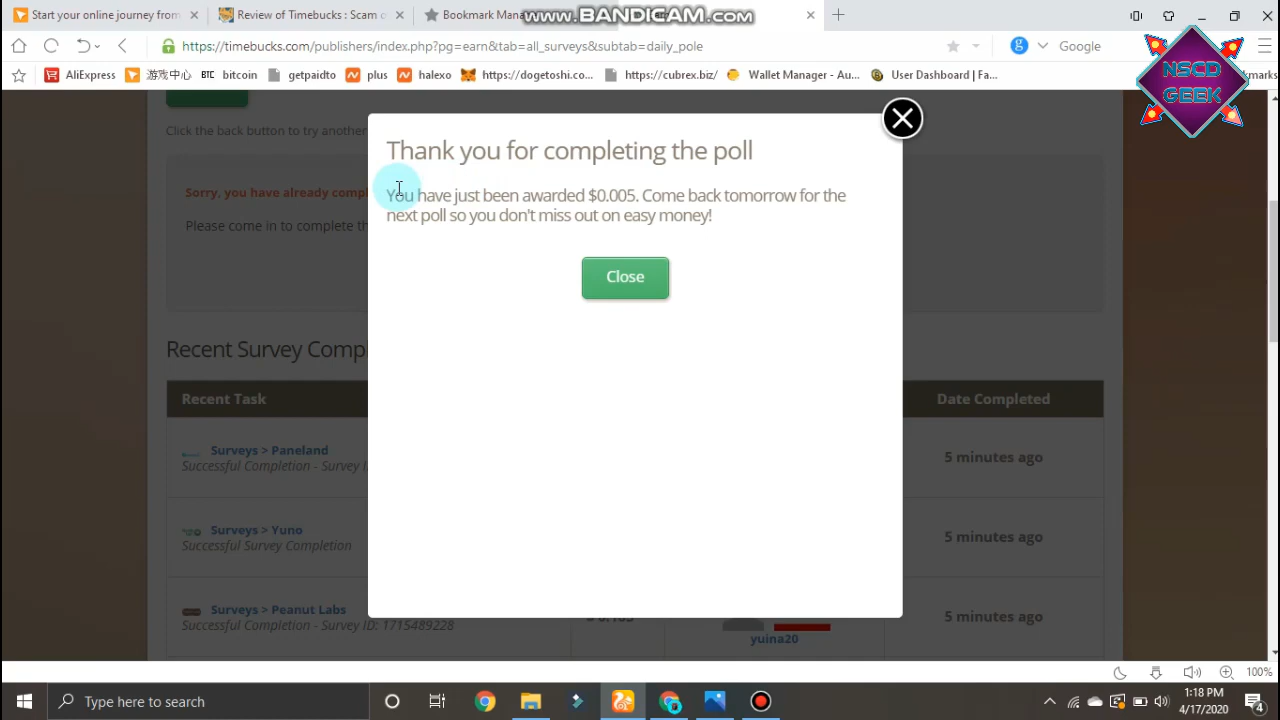 Start your online journey from
Review of Timebucks : Scam o
Bookmark Man
www.BANDICAM.com
https://timebucks.com/publishers/index.php?pg=earn&tab=all_surveys&subtab=daily_pole
Google
AliExpress
游戏中心
BTC bitcoin
getpaidto
plus
halexo
https://dogetoshi.co...
https://cubrex.biz/
Wallet Manager - Au...
User Dashboard | Fa...
NSCD
GEEK
Click the back button to try another
Thank you for completing the poll
Sorry, you have already compl
You have just been awarded $0.005. Come back tomorrow for the
next poll so you don't miss out on easy money!
Please come in to complete th
Close
Recent Survey Comp
Recent Task
Date Completed
Surveys > Paneland
Successful Completion - Survey I
5 minutes ago
Surveys > Yuno
Successful Survey Completion
5 minutes ago
Surveys > Peanut Labs
Successful Completion - Survey ID: 1715489228
yuina20
5 minutes ago
100%
Type here to search
1:18 PM
4/17/2020
4